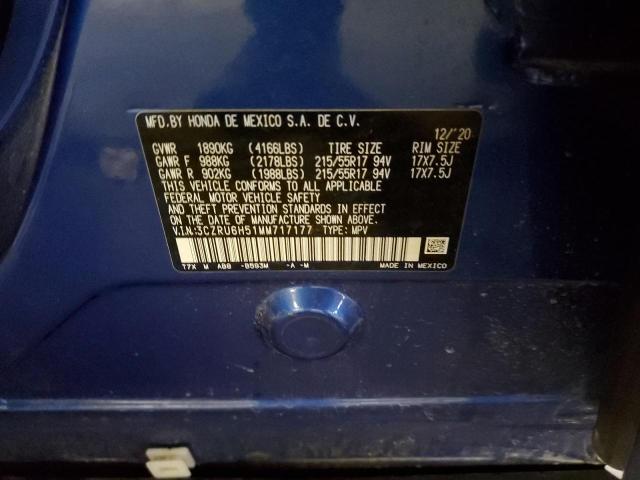 MFD.BY HONDA DE MEXICO S.A. DE C.V.
12/'20
GVWR 1890KG (4166LBS) TIRE SIZE RIM SIZE
GAWR F 988KG (2178LBS) 215/55R17 94V 17X7.5J
GAWR R 902KG (1988LBS) 215/55R17 94V 17X7.5J
THIS VEHICLE CONFORMS TO ALL APPLICABLE
FEDERAL MOTOR VEHICLE SAFETY
AND THEFT PREVENTION STANDARDS IN EFFECT
ON THE DATE OF MANUFACTURE SHOWN ABOVE.
V.I.N:3CZRU6H51MM717177 TYPE: MPV
T7X M AB8 -B593M -A -M
MADE IN MEXICO